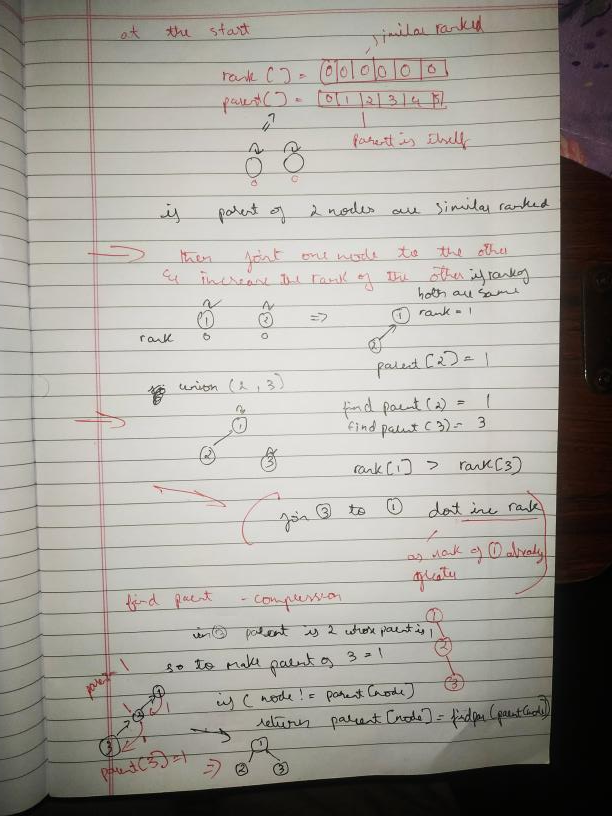 at the start
similar ranked
rank[] = [0|0|0|0|0|0]
parent[] = [0|1|2|3|4|5]
parent is itself
0 0
if parent of 2 nodes are similar ranked
then joint one node to the other
& increase the rank of the other if rank of
both are same
1 2 => 1 rank = 1
rank 0 0
2
parent[2] = 1
union (2,3)
find parent (2) = 1
find parent (3) = 3
1
2 3
rank[1] > rank[3]
join 3 to 1 dont inc rank
as rank of 1 already
greater
find parent - compression
1
in 3 parent is 2 whose parent is 1
2
so to make parent of 3 = 1
3
parent 1
if ( node != parent[node]
return parent[node] = findpar(parent[node])
3
parent(3)=1 => 1
2 3